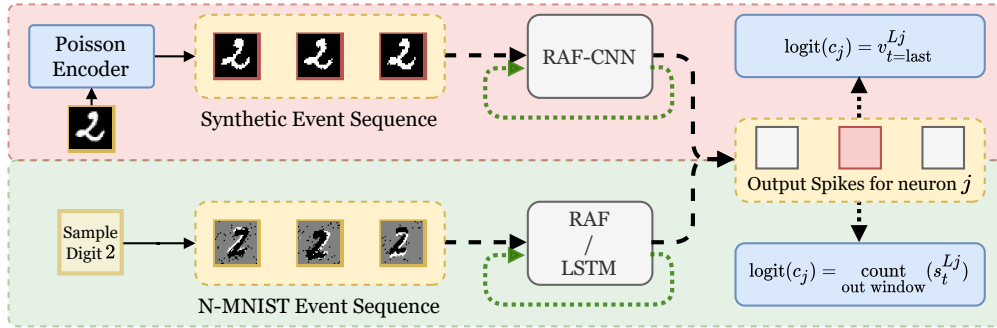 Poisson
Encoder
Synthetic Event Sequence
RAF-CNN
logit(c_j) = v^{Lj}_{t=last}
Output Spikes for neuron j
Sample
Digit 2
N-MNIST Event Sequence
RAF
/
LSTM
logit(c_j) = count (s_t^{Lj})
out window